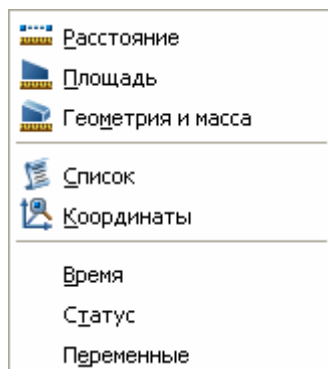 Расстояние
Площадь
Геометрия и масса
Список
Координаты
Время
Статус
Переменные